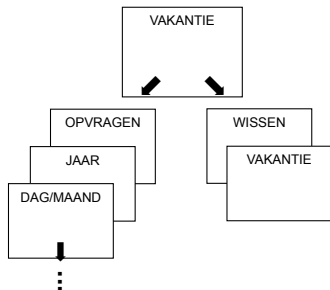 VAKANTIE
OPVRAGEN
WISSEN
JAAR
VAKANTIE
DAG/MAAND